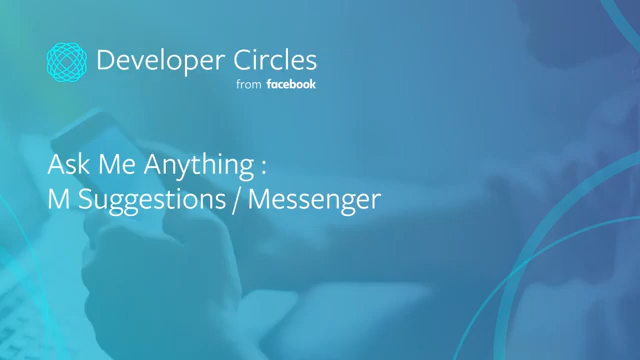 Developer Circles
from facebook
Ask Me Anything :
M Suggestions / Messenger